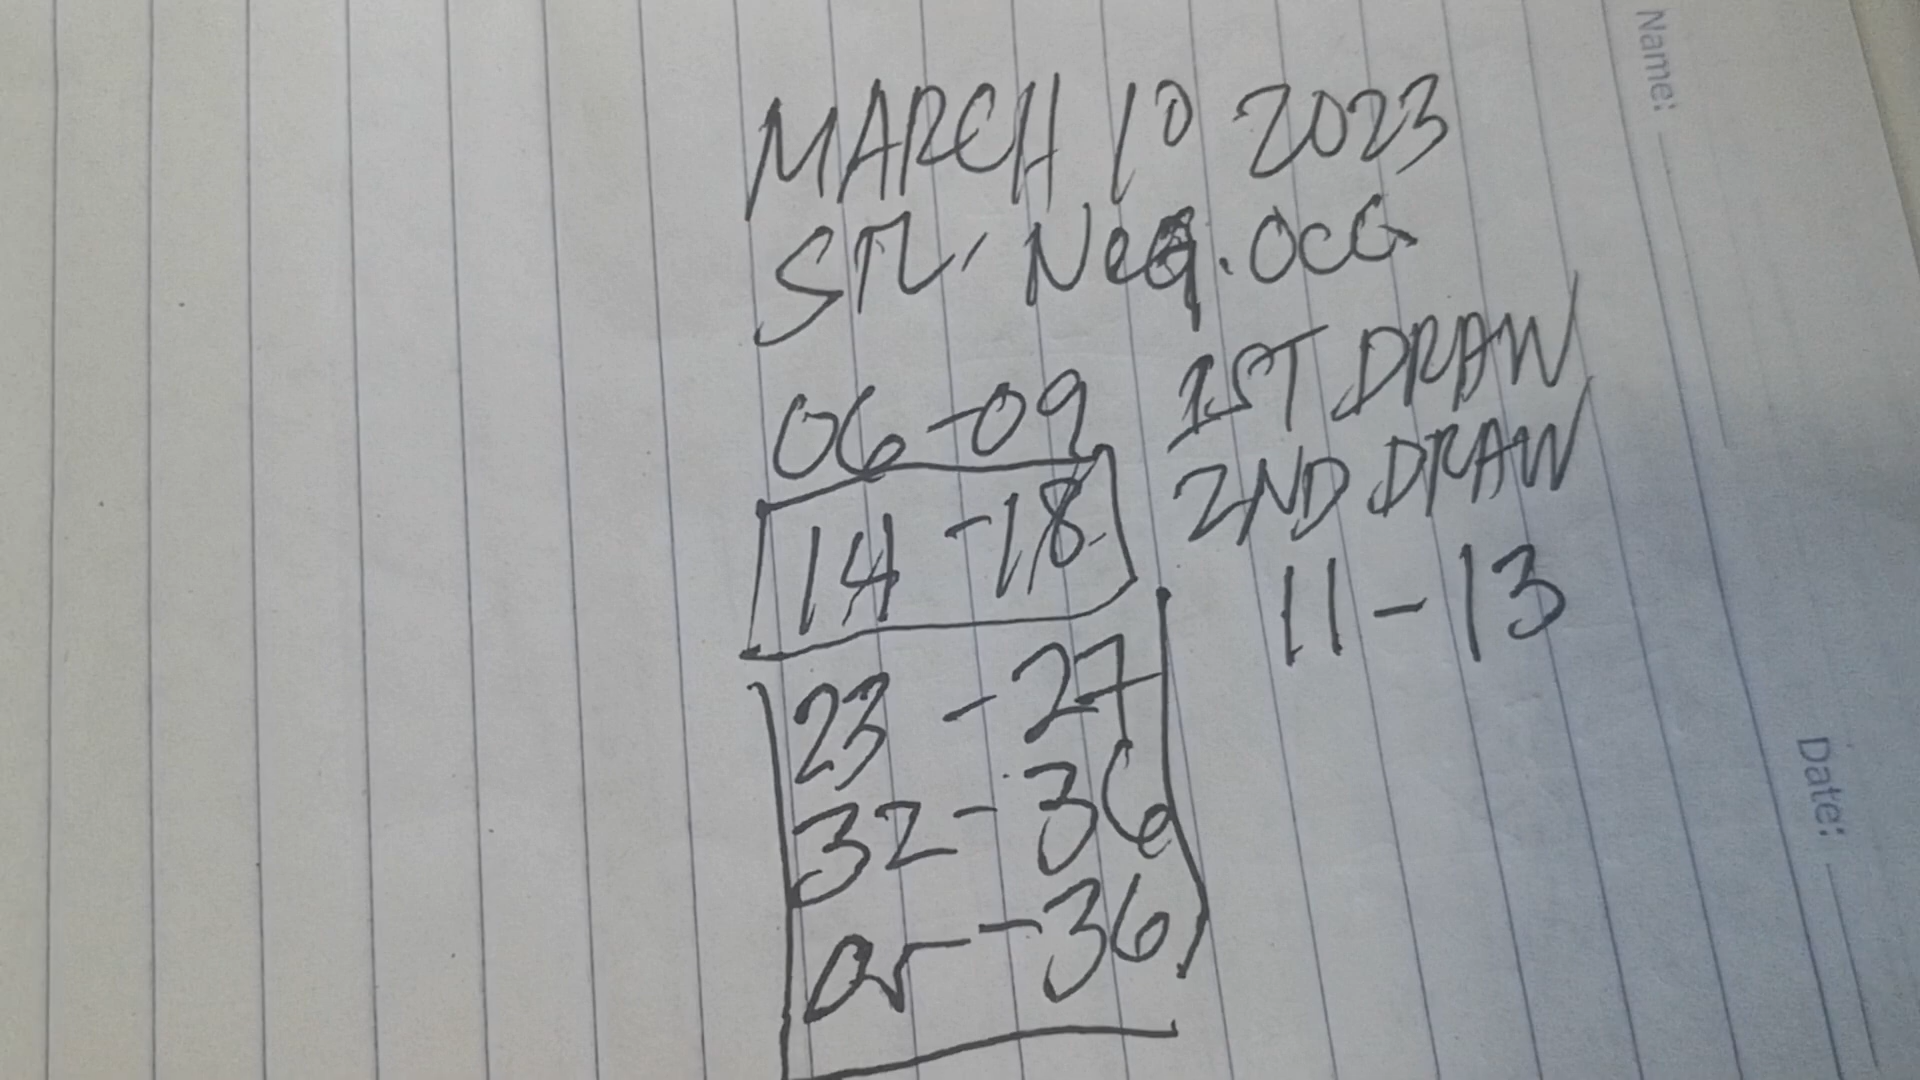 MARCH 10 2023
STL, Neg. OCC
06-09 1ST DRAW
14-18 2ND DRAW
11-13
23-27
32-36
or - 36
Name:
Date: